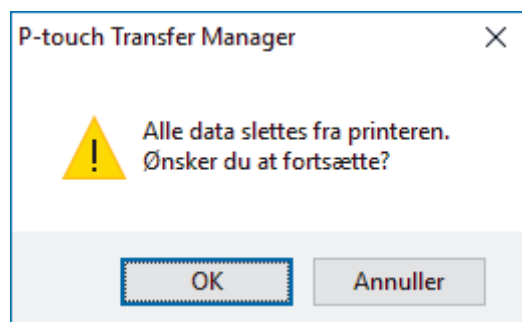 P-touch Transfer Manager
Alle data slettes fra printeren.
Ønsker du at fortsætte?
OK
Annuller